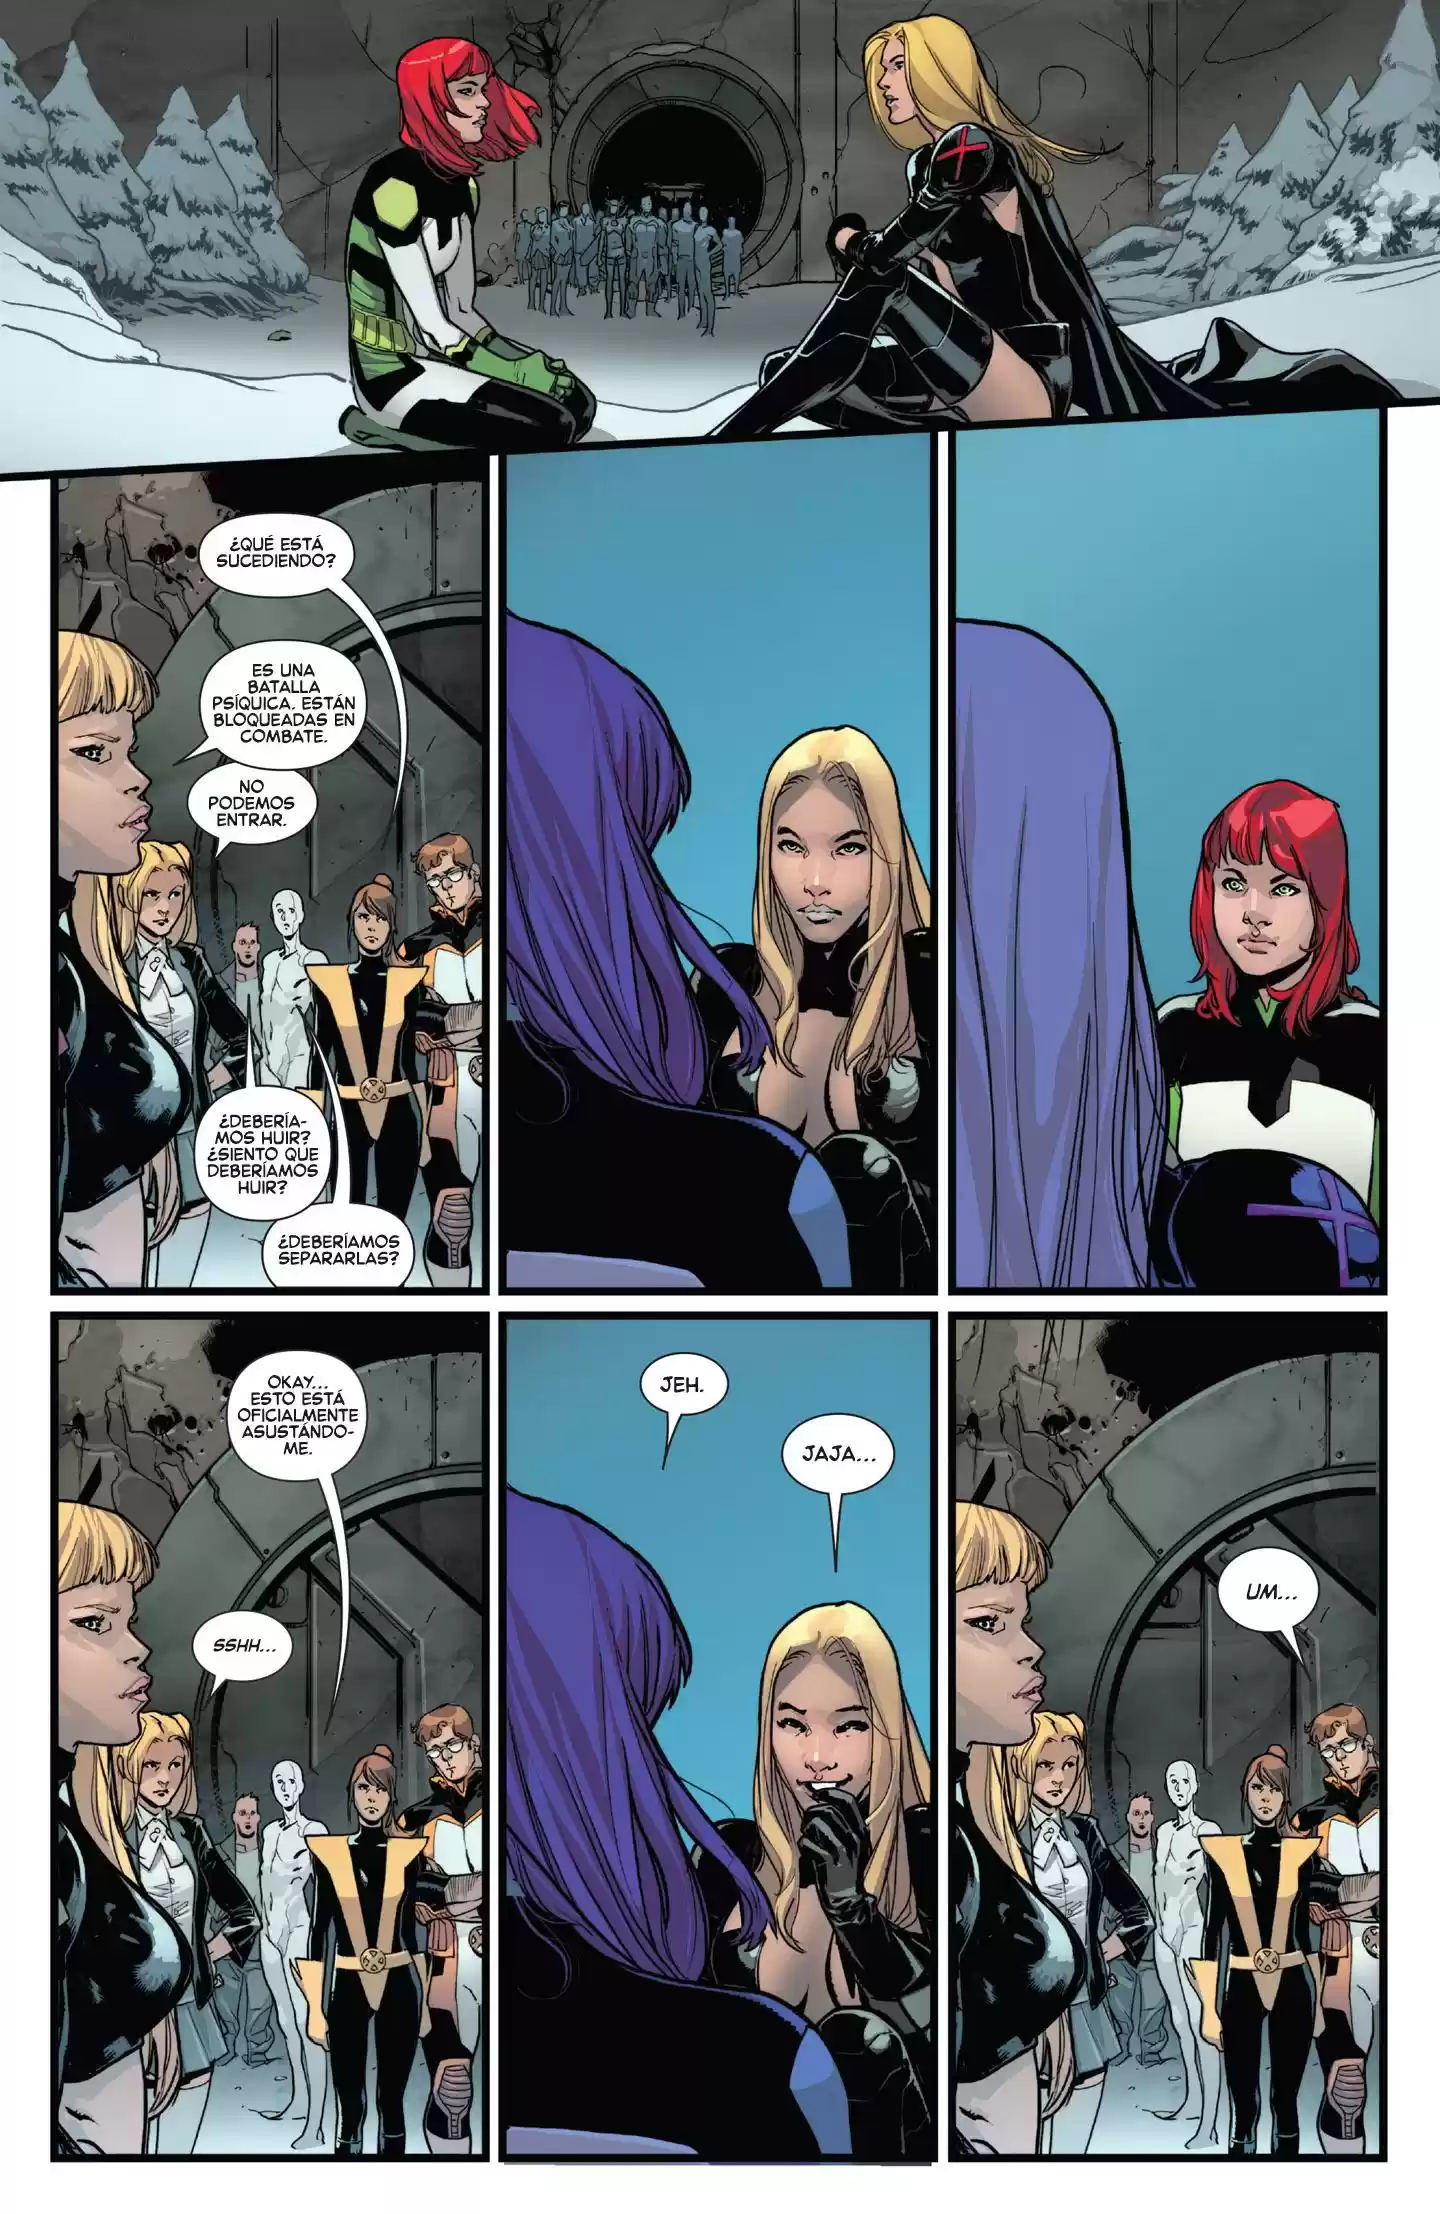 ¿QUÉ ESTÁ
SUCEDIENDO?
ES UNA
BATALLA
PSÍQUICA. ESTÁN
BLOQUEADAS EN
COMBATE.
NO
PODEMOS
ENTRAR.
¿DEBERÍA-
MOS HUIR?
¿SIENTO QUE
DEBERÍAMOS
HUIR?
¿DEBERÍAMOS
SEPARARLAS?
OKAY...
ESTO ESTÁ
OFICIALMENTE
ASUSTÁNDO-
ME.
SSHH...
JEH.
JAJA...
UM...